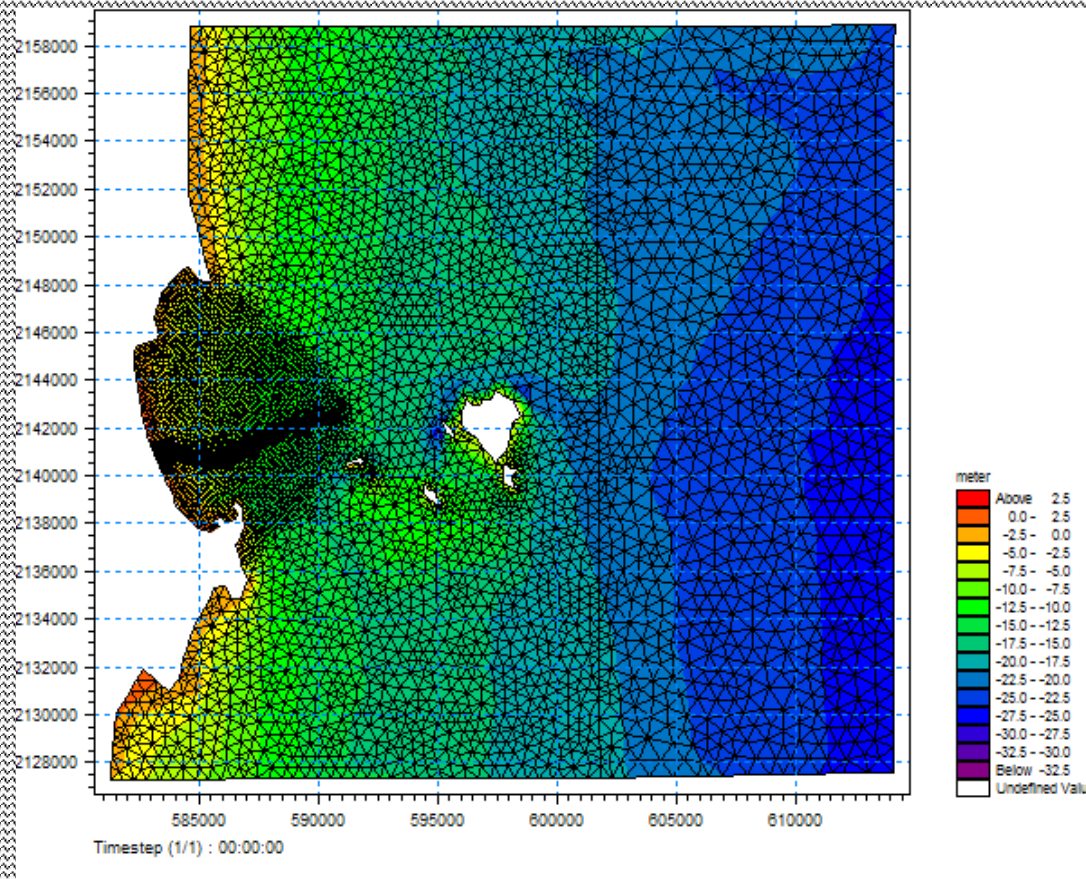 2158000
2156000
2154000
2152000
2150000
2148000
2146000
2144000
2142000
2140000
2138000
2136000
2134000
2132000
2130000
2128000
585000 590000 595000 600000 605000 610000
Timestep (1/1) : 00:00:00
meter
Above 2.5
0.0 - 2.5
-2.5 - 0.0
-5.0 - -2.5
-7.5 - -5.0
-10.0 - -7.5
-12.5 - -10.0
-15.0 - -12.5
-17.5 - -15.0
-20.0 - -17.5
-22.5 - -20.0
-25.0 - -22.5
-27.5 - -25.0
-30.0 - -27.5
-32.5 - -30.0
Below -32.5
Undefined Valu